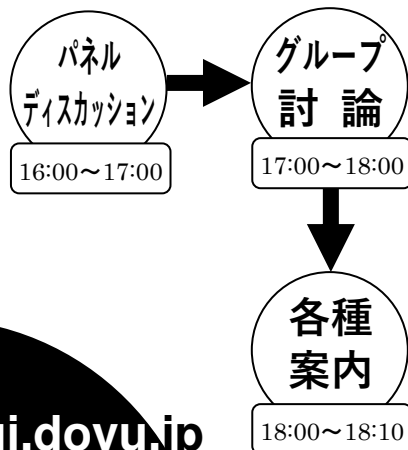 パネル
ディスカッション
16:00～17:00
グループ
討 論
17:00～18:00
各種
案内
18:00～18:10
.doyu.jp